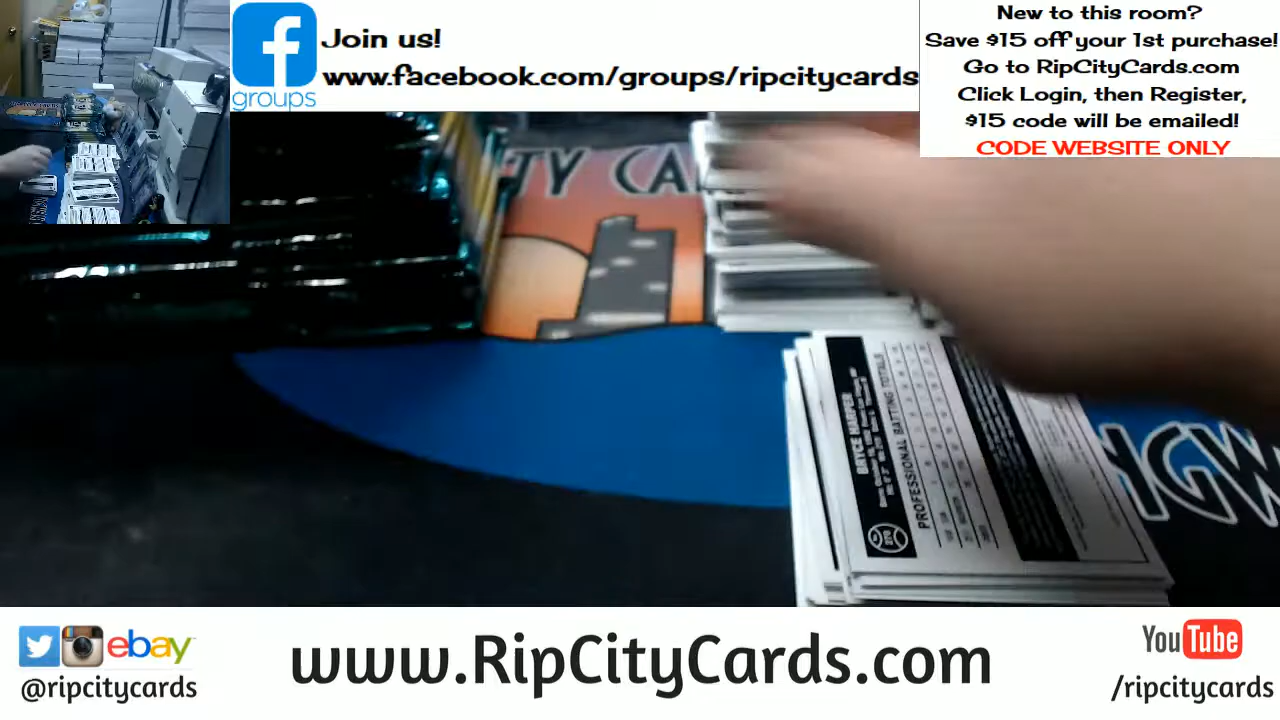 Join us!
www.facebook.com/groups/ripcitycards
groups
New to this room?
Save $15 off your 1st purchase!
Go to RipCityCards.com
Click Login, then Register,
$15 code will be emailed!
CODE WEBSITE ONLY
TY CA
BRYCE HARPER
PROFESSIONAL BATTING TOTALS
ebay
@ripcitycards
www.RipCityCards.com
YouTube
/ripcitycards